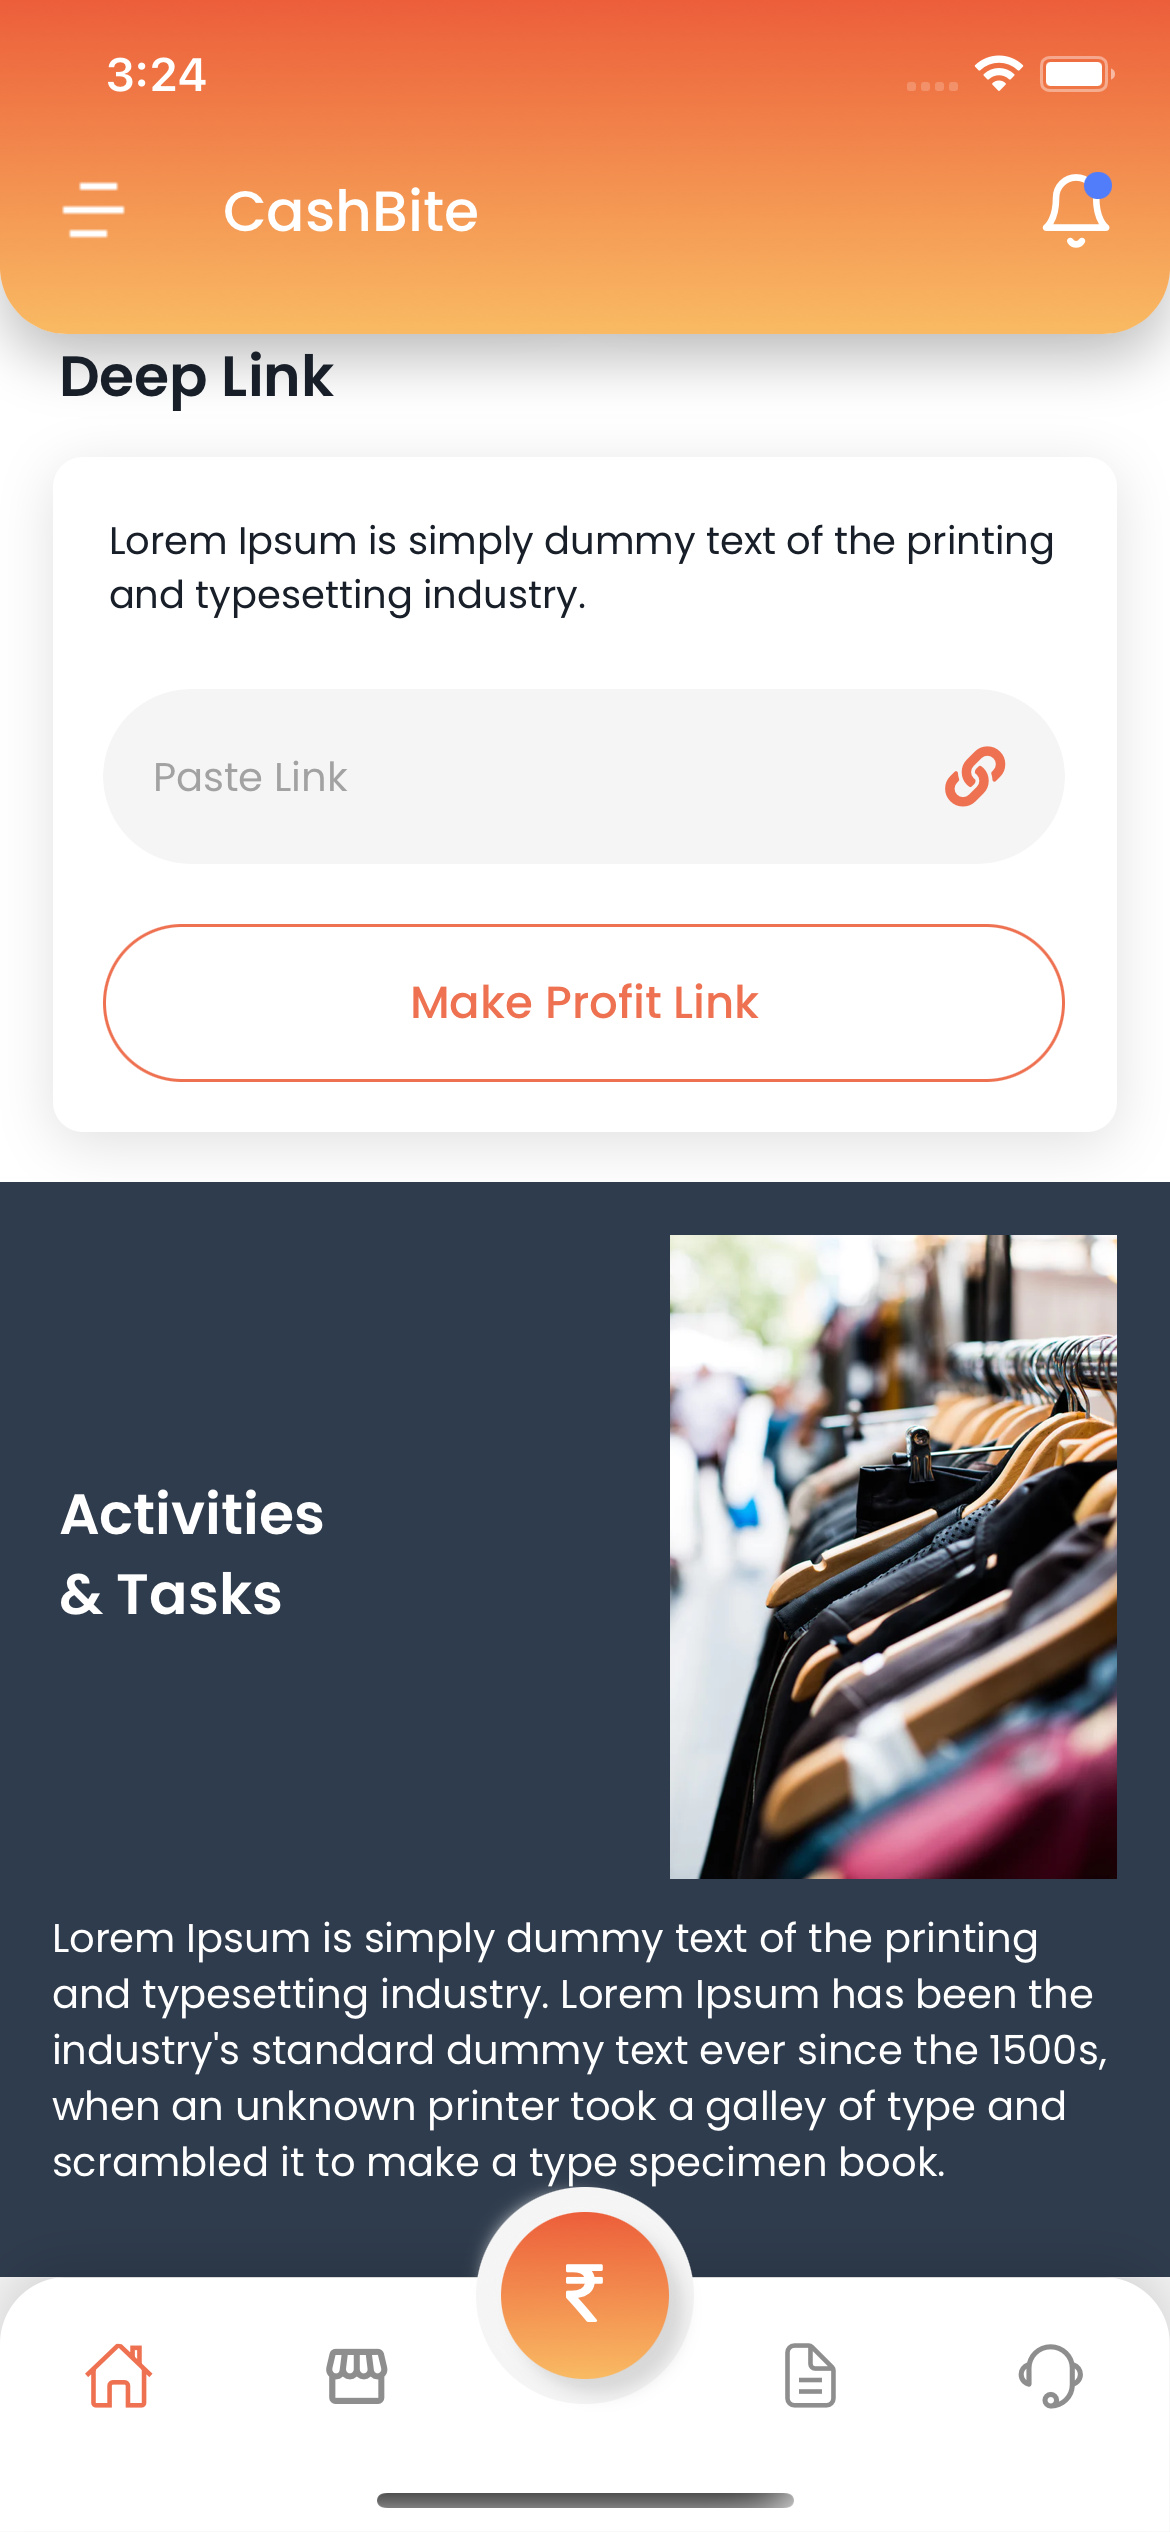 3:24
CashBite
Deep Link
Lorem Ipsum is simply dummy text of the printing
and typesetting industry.
Paste Link
Make Profit Link
Activities
& Tasks
Lorem Ipsum is simply dummy text of the printing
and typesetting industry. Lorem Ipsum has been the
industry's standard dummy text ever since the 1500s,
when an unknown printer took a galley of type and
scrambled it to make a type specimen book.
₹